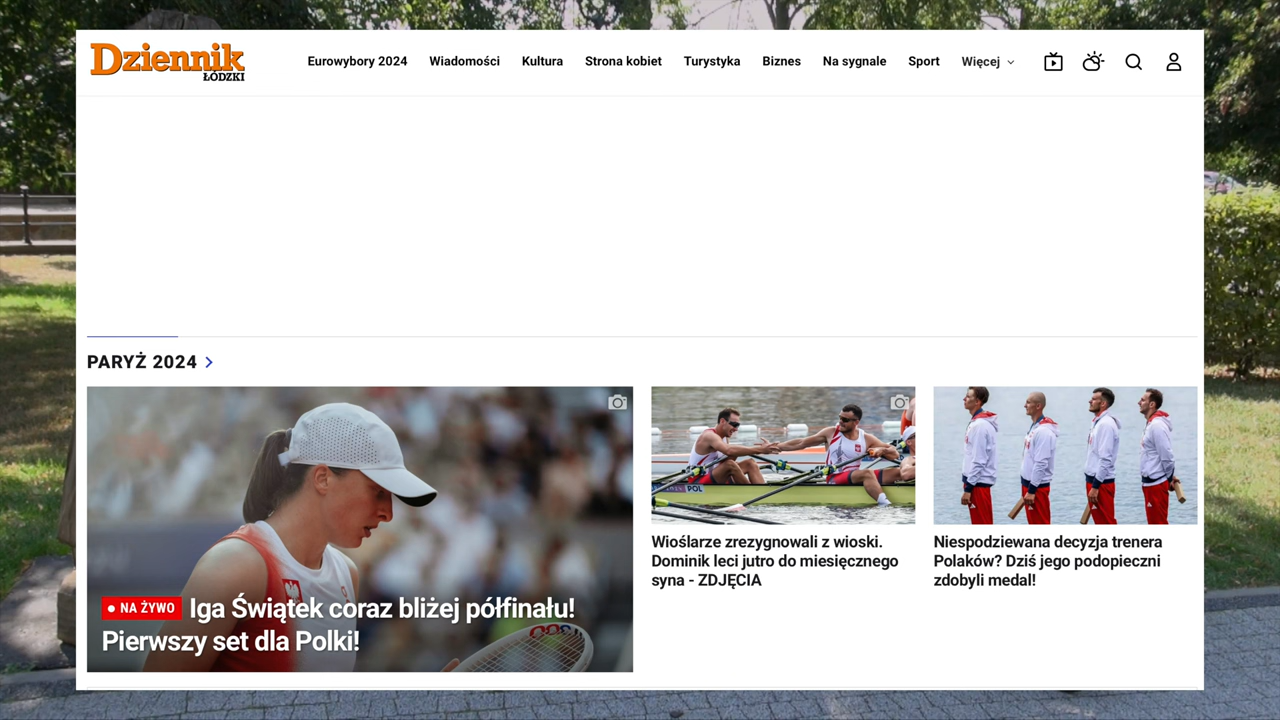 Dziennik
ŁÓDZKI
Eurowybory 2024 Wiadomości Kultura Strona kobiet Turystyka Biznes Na sygnale Sport Więcej
PARYŻ 2024
NA ŻYWO Iga Świątek coraz bliżej półfinału!
Pierwszy set dla Polki!
POL
Wioślarze zrezygnowali z wioski.
Dominik leci jutro do miesięcznego
syna - ZDJĘCIA
Niespodziewana decyzja trenera
Polaków? Dziś jego podopieczni
zdobyli medal!